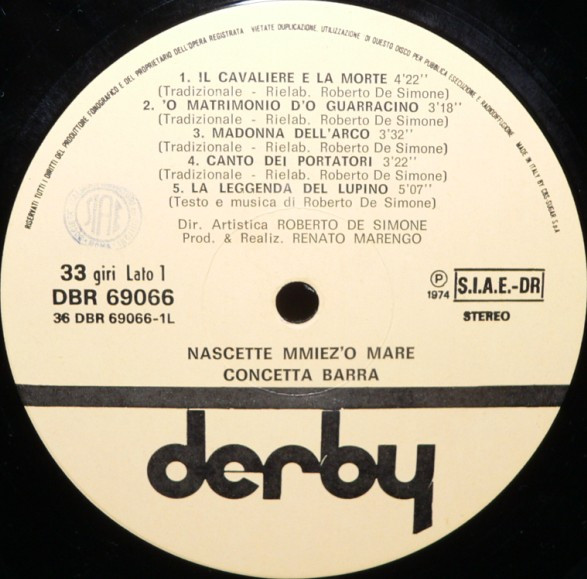 RISERVATI TUTTI I DIRITTI DEL PRODUTTORE FONOGRAFICO E DEL PROPRIETARIO DELL'OPERA REGISTRATA VIETATE DUPLICAZIONE, UTILIZZAZIONE DI QUESTO DISCO PER PUBBLICA ESECUZIONE E RADIODIFFUSIONE. MADE IN ITALY BY CBS-SUGAR S.p.A
1. IL CAVALIERE E LA MORTE 4'22''
(Tradizionale - Rielab. Roberto De Simone)
2. 'O MATRIMONIO D'O GUARRACINO 3'18''
(Tradizionale - Rielab. Roberto De Simone)
3. MADONNA DELL'ARCO 3'32''
(Tradizionale - Rielab. Roberto De Simone)
4. CANTO DEI PORTATORI 3'22''
(Tradizionale - Rielab. Roberto De Simone)
5. LA LEGGENDA DEL LUPINO 5'07''
(Testo e musica di Roberto De Simone)
Dir. Artistica ROBERTO DE SIMONE
Prod. & Realiz. RENATO MARENGO
SIAE
33 giri Lato 1
DBR 69066
36 DBR 69066-1L
℗
1974
S.I.A.E.-DR
STEREO
NASCETTE MMIEZ'O MARE
CONCETTA BARRA
derby